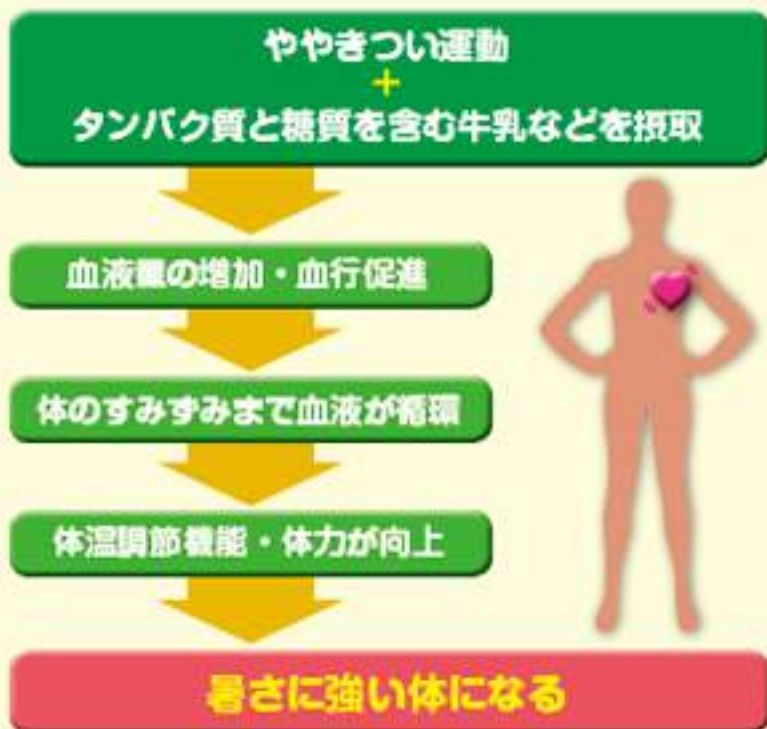 ややきつい運動
+
タンパク質と糖質を含む牛乳などを摂取
血液量の増加・血行促進
体のすみずみまで血液が循環
体温調節機能・体力が向上
暑さに強い体になる